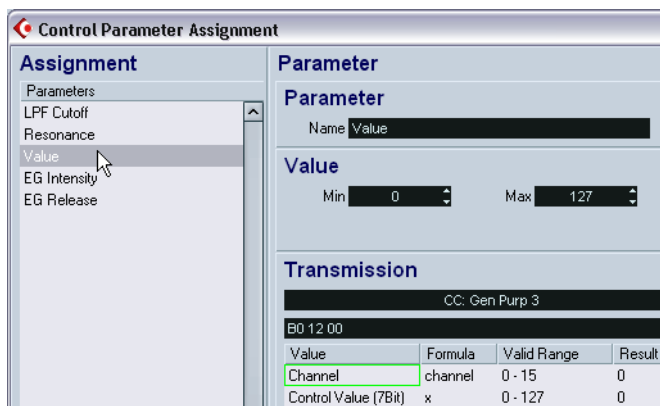 Control Parameter Assignment
Assignment
Parameters
LPF Cutoff
Resonance
Value
EG Intensity
EG Release
Parameter
Parameter
Name Value
Value
Min 0 Max 127
Transmission
CC: Gen Purp 3
B0 12 00
Value Formula Valid Range Result
Channel channel 0 - 15 0
Control Value (7Bit) x 0 - 127 0